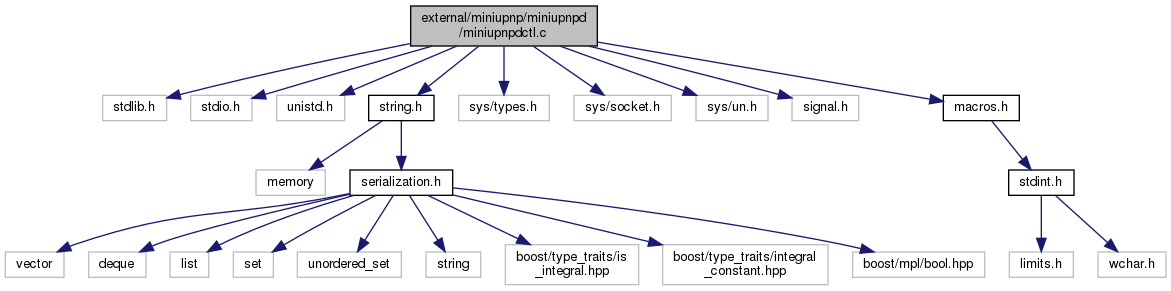 external/miniupnp/miniupnpd
/miniupnpdctl.c
stdlib.h
stdio.h
unistd.h
string.h
sys/types.h
sys/socket.h
sys/un.h
signal.h
macros.h
memory
serialization.h
stdint.h
vector
deque
list
set
unordered_set
string
boost/type_traits/is
_integral.hpp
boost/type_traits/integral
_constant.hpp
boost/mpl/bool.hpp
limits.h
wchar.h